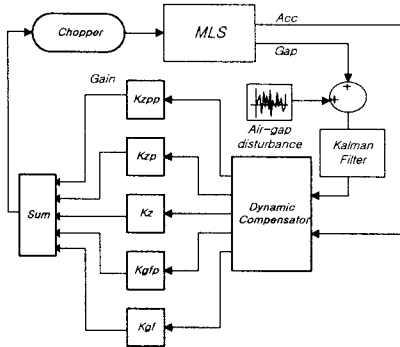 Chopper
MLS
Acc
Gap
+
+
Gain
Kzpp
Air-gap
disturbance
Kalman
Filter
Kzp
Sum
Kz
Dynamic
Compensator
Kgfp
Kgf